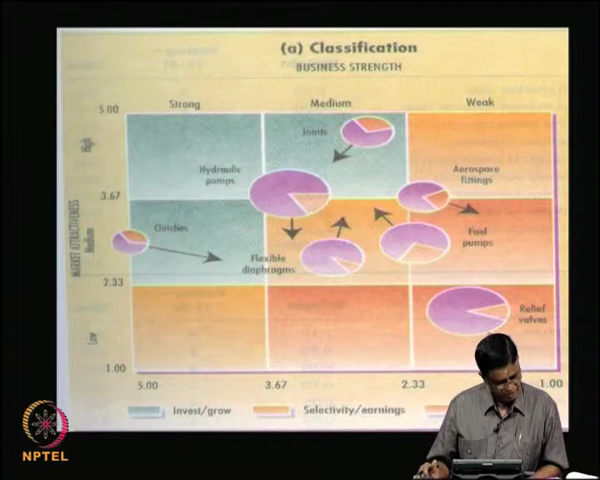 (a) Classification
BUSINESS STRENGTH
Strong Medium Weak
5.00
High
Joints
Hydraulic
pumps
Aerospace
fittings
3.67
MARKET ATTRACTIVENESS
Medium
Clutches
Flexible
diaphragms
Fuel
pumps
2.33
Relief
valves
Low
1.00
5.00 3.67 2.33 1.00
Invest/grow Selectivity/earnings
NPTEL